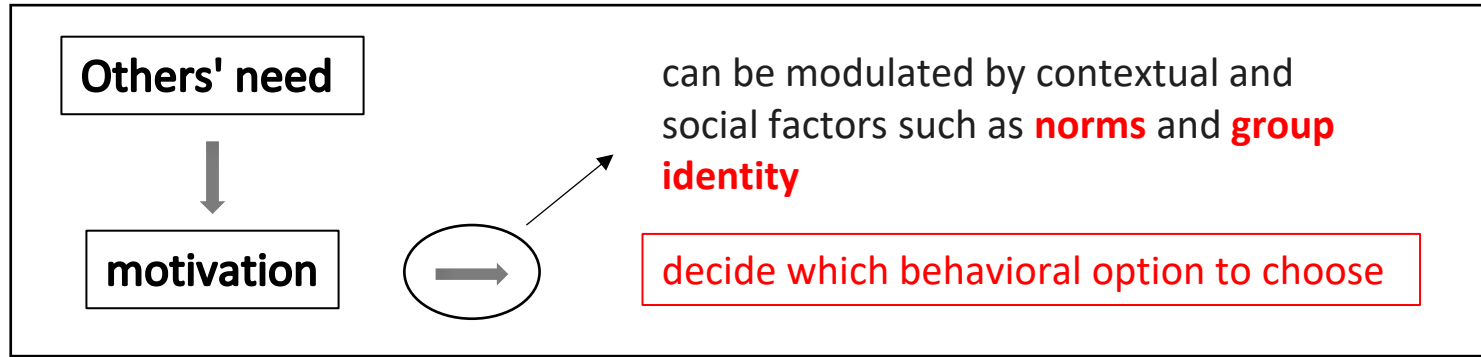 Others' need
can be modulated by contextual and
social factors such as norms and group
identity
motivation
decide which behavioral option to choose